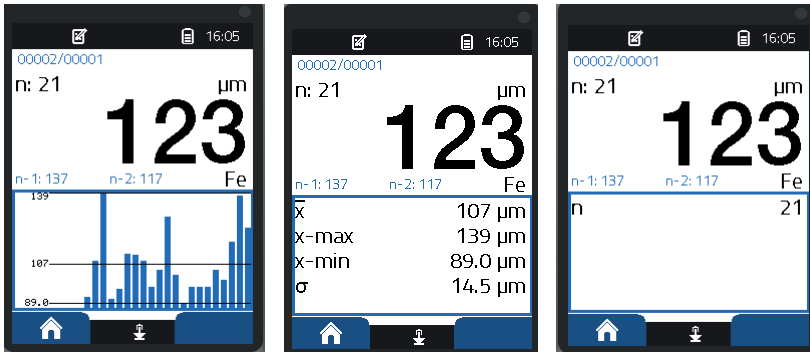 16:05
00002/00001
n: 21 µm
123
n-1: 137 n-2: 117 Fe
139
107
89.0
16:05
00002/00001
n: 21 µm
123
n-1: 137 n-2: 117 Fe
x̅ 107 µm
x-max 139 µm
x-min 89.0 µm
σ 14.5 µm
16:05
00002/00001
n: 21 µm
123
n-1: 137 n-2: 117 Fe
n 21